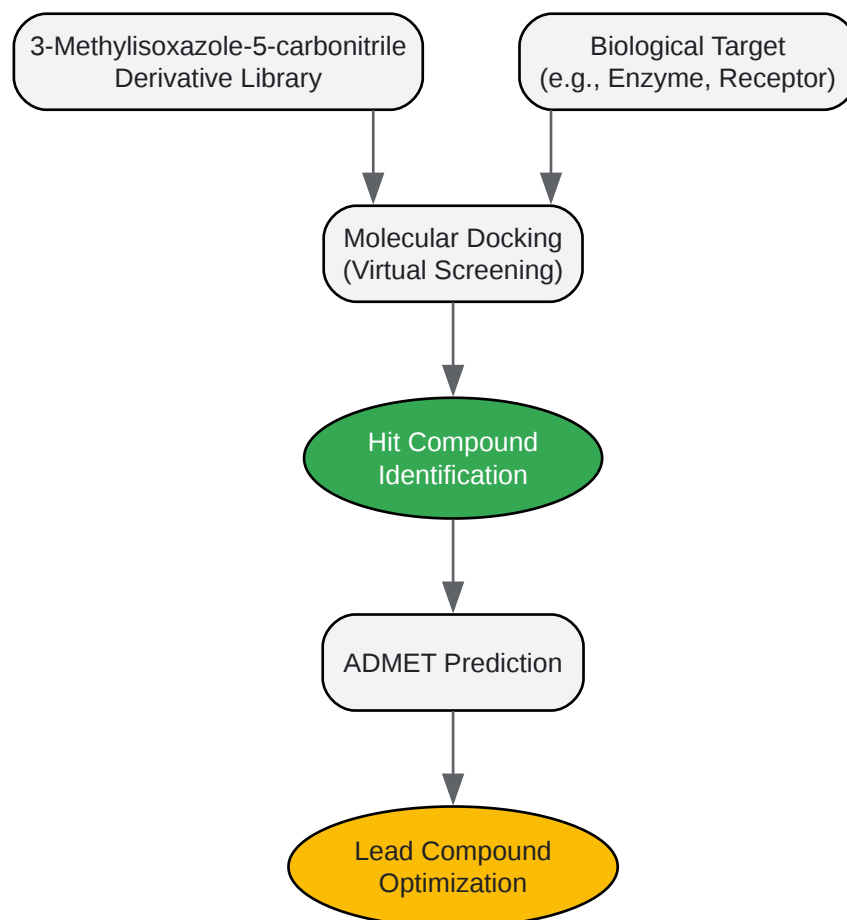 3-Methylisoxazole-5-carbonitrile
Derivative Library
Biological Target
(e.g., Enzyme, Receptor)
Molecular Docking
(Virtual Screening)
Hit Compound
Identification
ADMET Prediction
Lead Compound
Optimization